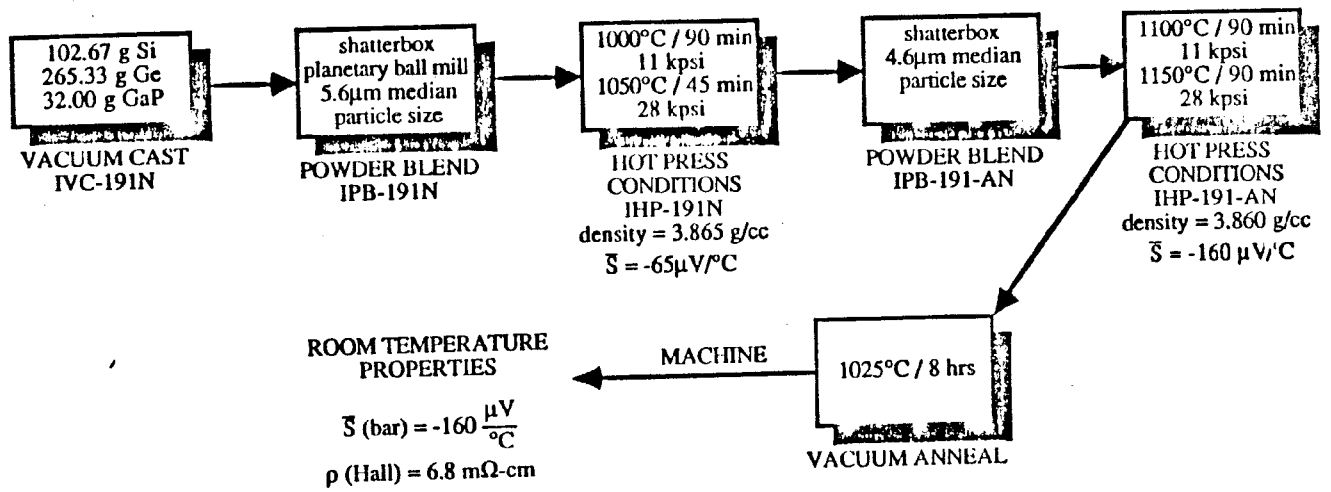 102.67 g Si
265.33 g Ge
32.00 g GaP
VACUUM CAST
IVC-191N
shatterbox
planetary ball mill
5.6µm median
particle size
POWDER BLEND
IPB-191N
1000°C / 90 min
11 kpsi
1050°C / 45 min
28 kpsi
HOT PRESS
CONDITIONS
IHP-191N
density = 3.865 g/cc
S̅ = -65µV/°C
shatterbox
4.6µm median
particle size
POWDER BLEND
IPB-191-AN
1100°C / 90 min
11 kpsi
1150°C / 90 min
28 kpsi
HOT PRESS
CONDITIONS
IHP-191-AN
density = 3.860 g/cc
S̅ = -160 µV/°C
1025°C / 8 hrs
VACUUM ANNEAL
MACHINE
ROOM TEMPERATURE
PROPERTIES
S̅ (bar) = -160 µV/°C
ρ (Hall) = 6.8 mΩ-cm